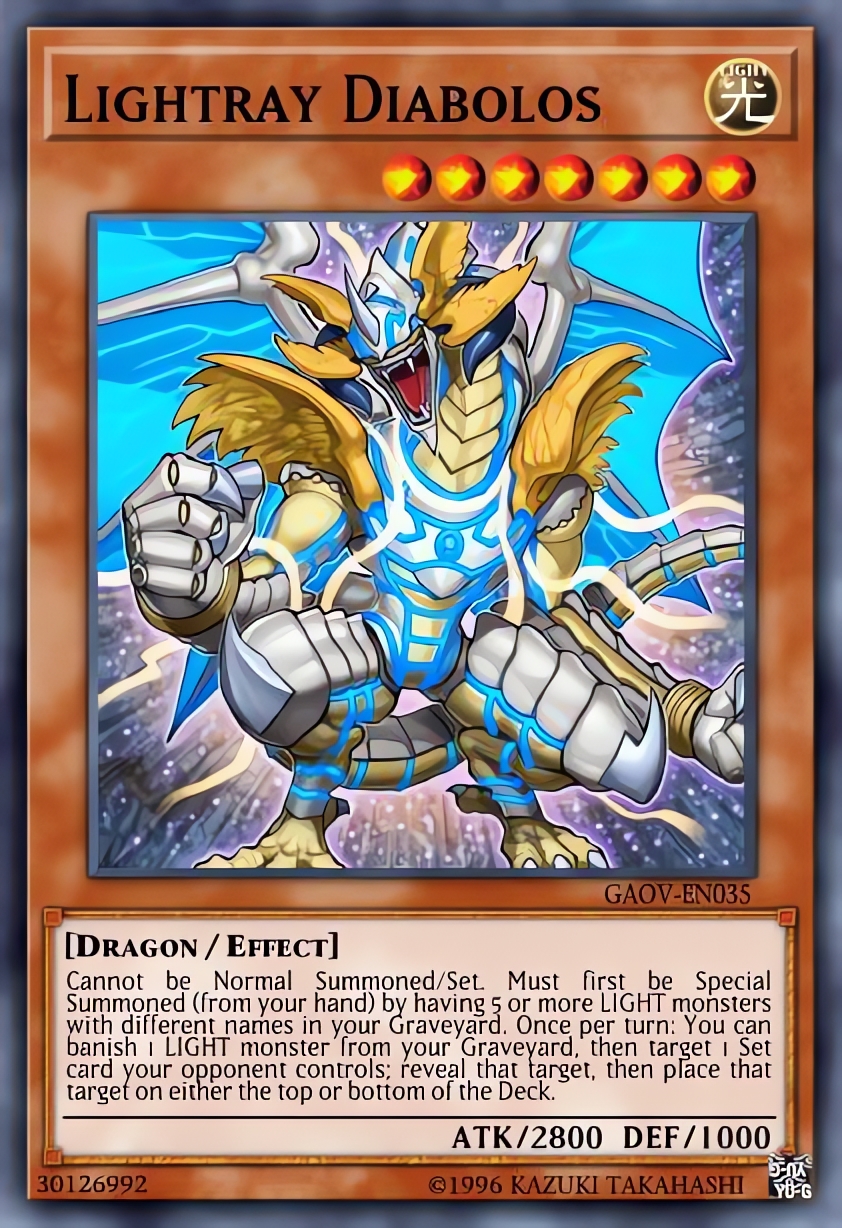 Lightray Diabolos
LIGHT
光
GAOV-EN035
[Dragon / Effect]
Cannot be Normal Summoned/Set. Must first be Special
Summoned (from your hand) by having 5 or more LIGHT monsters
with different names in your Graveyard. Once per turn: You can
banish 1 LIGHT monster from your Graveyard, then target 1 Set
card your opponent controls; reveal that target, then place that
target on either the top or bottom of the Deck.
ATK/2800 DEF/1000
30126992
©1996 KAZUKI TAKAHASHI